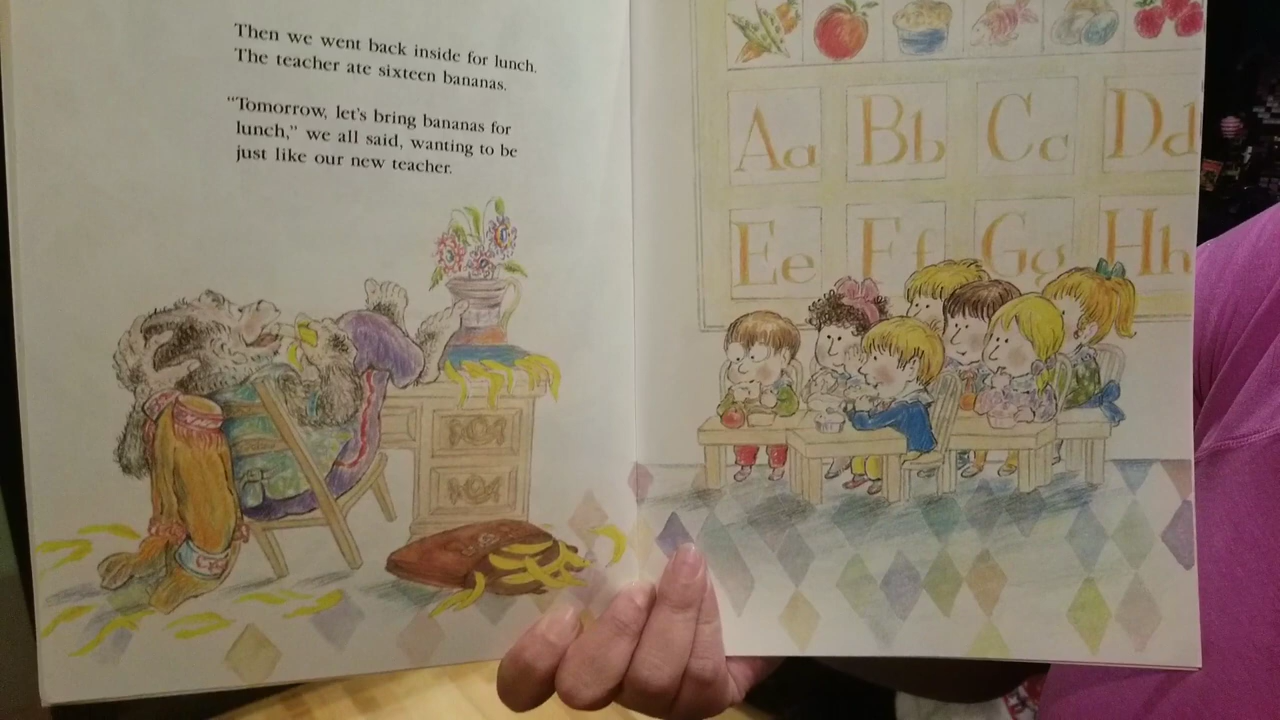 Then we went back inside for lunch.
The teacher ate sixteen bananas.
"Tomorrow, let's bring bananas for
lunch," we all said, wanting to be
just like our new teacher.
Aa Bb Cc Dd
Ee Ff Gg Hh